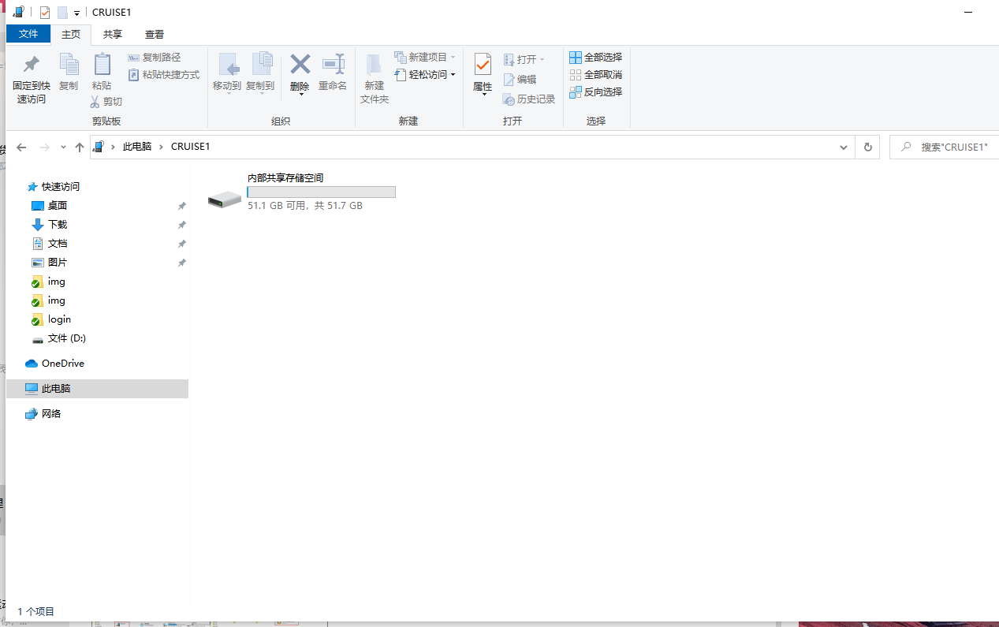 CRUISE1
文件 主页 共享 查看
固定到快速访问
复制
粘贴
复制路径
粘贴快捷方式
剪切
剪贴板
移动到
复制到
删除
重命名
组织
新建
文件夹
新建项目
轻松访问
新建
属性
打开
编辑
历史记录
打开
全部选择
全部取消
反向选择
选择
此电脑 CRUISE1
搜索"CRUISE1"
快速访问
桌面
下载
文档
图片
img
img
login
文件 (D:)
OneDrive
此电脑
网络
内部共享存储空间
51.1 GB 可用，共 51.7 GB
1 个项目